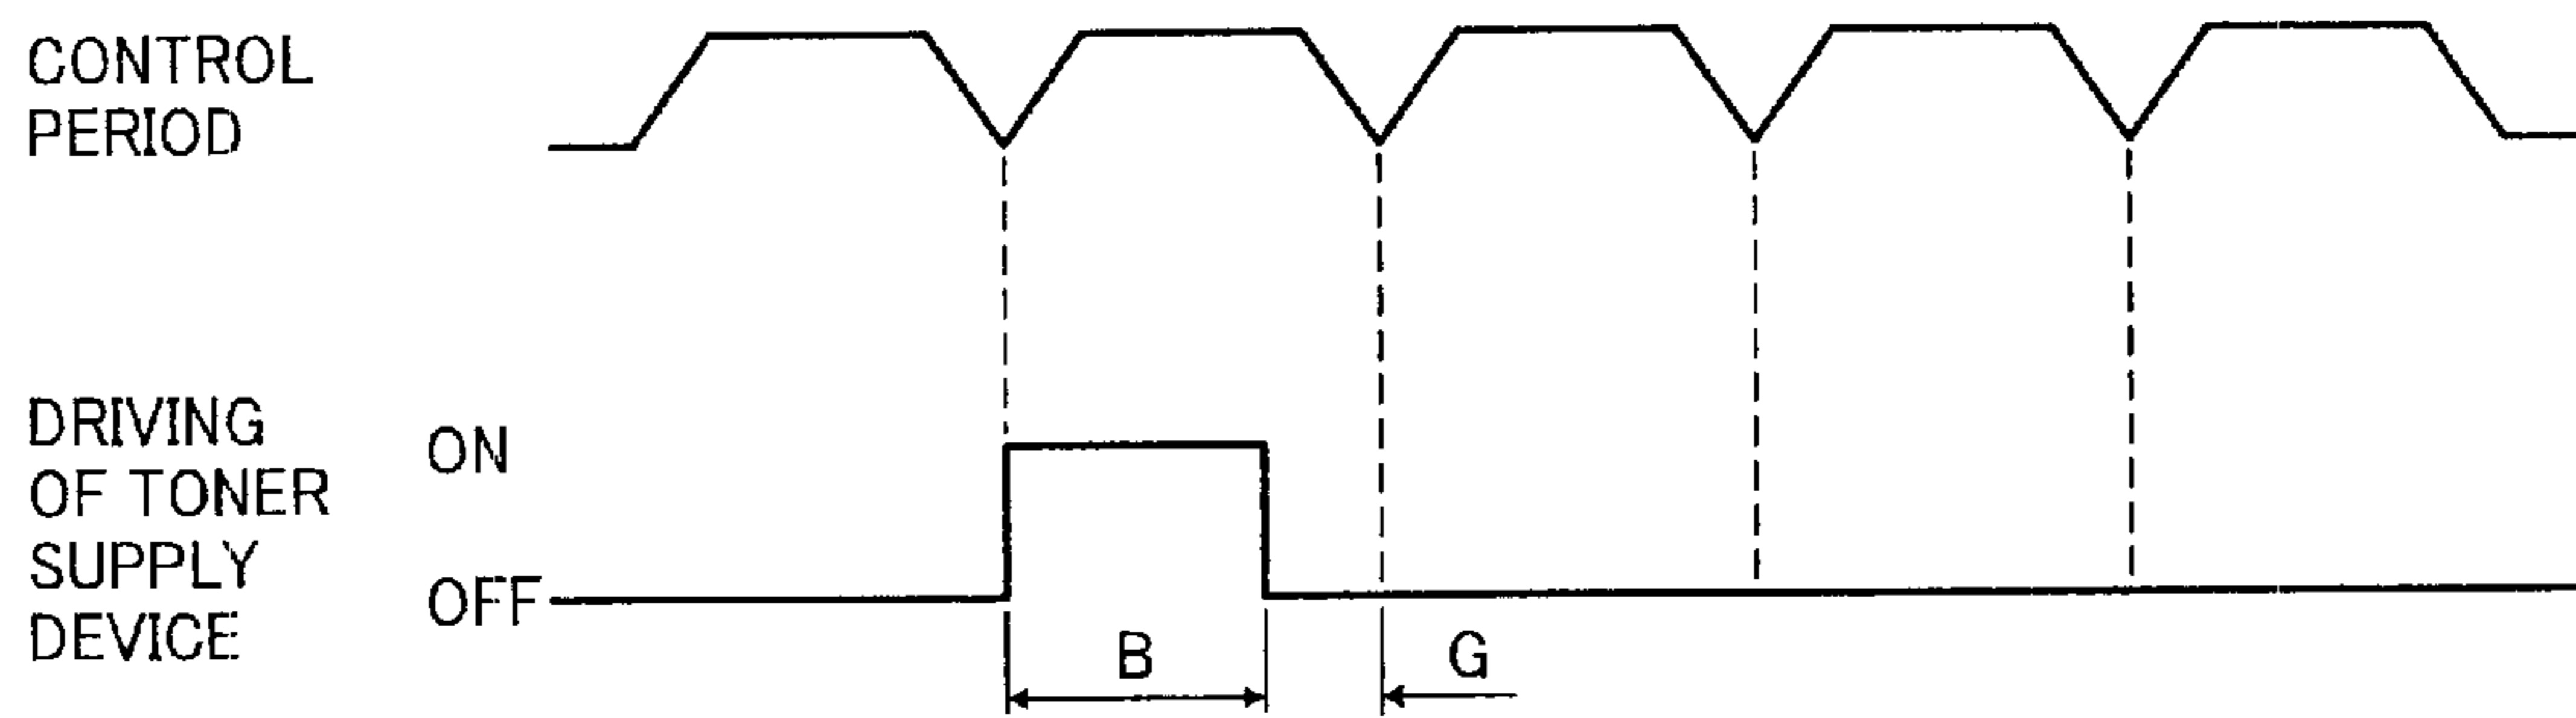 CONTROL
PERIOD
DRIVING
OF TONER
SUPPLY
DEVICE
ON
OFF
B
G